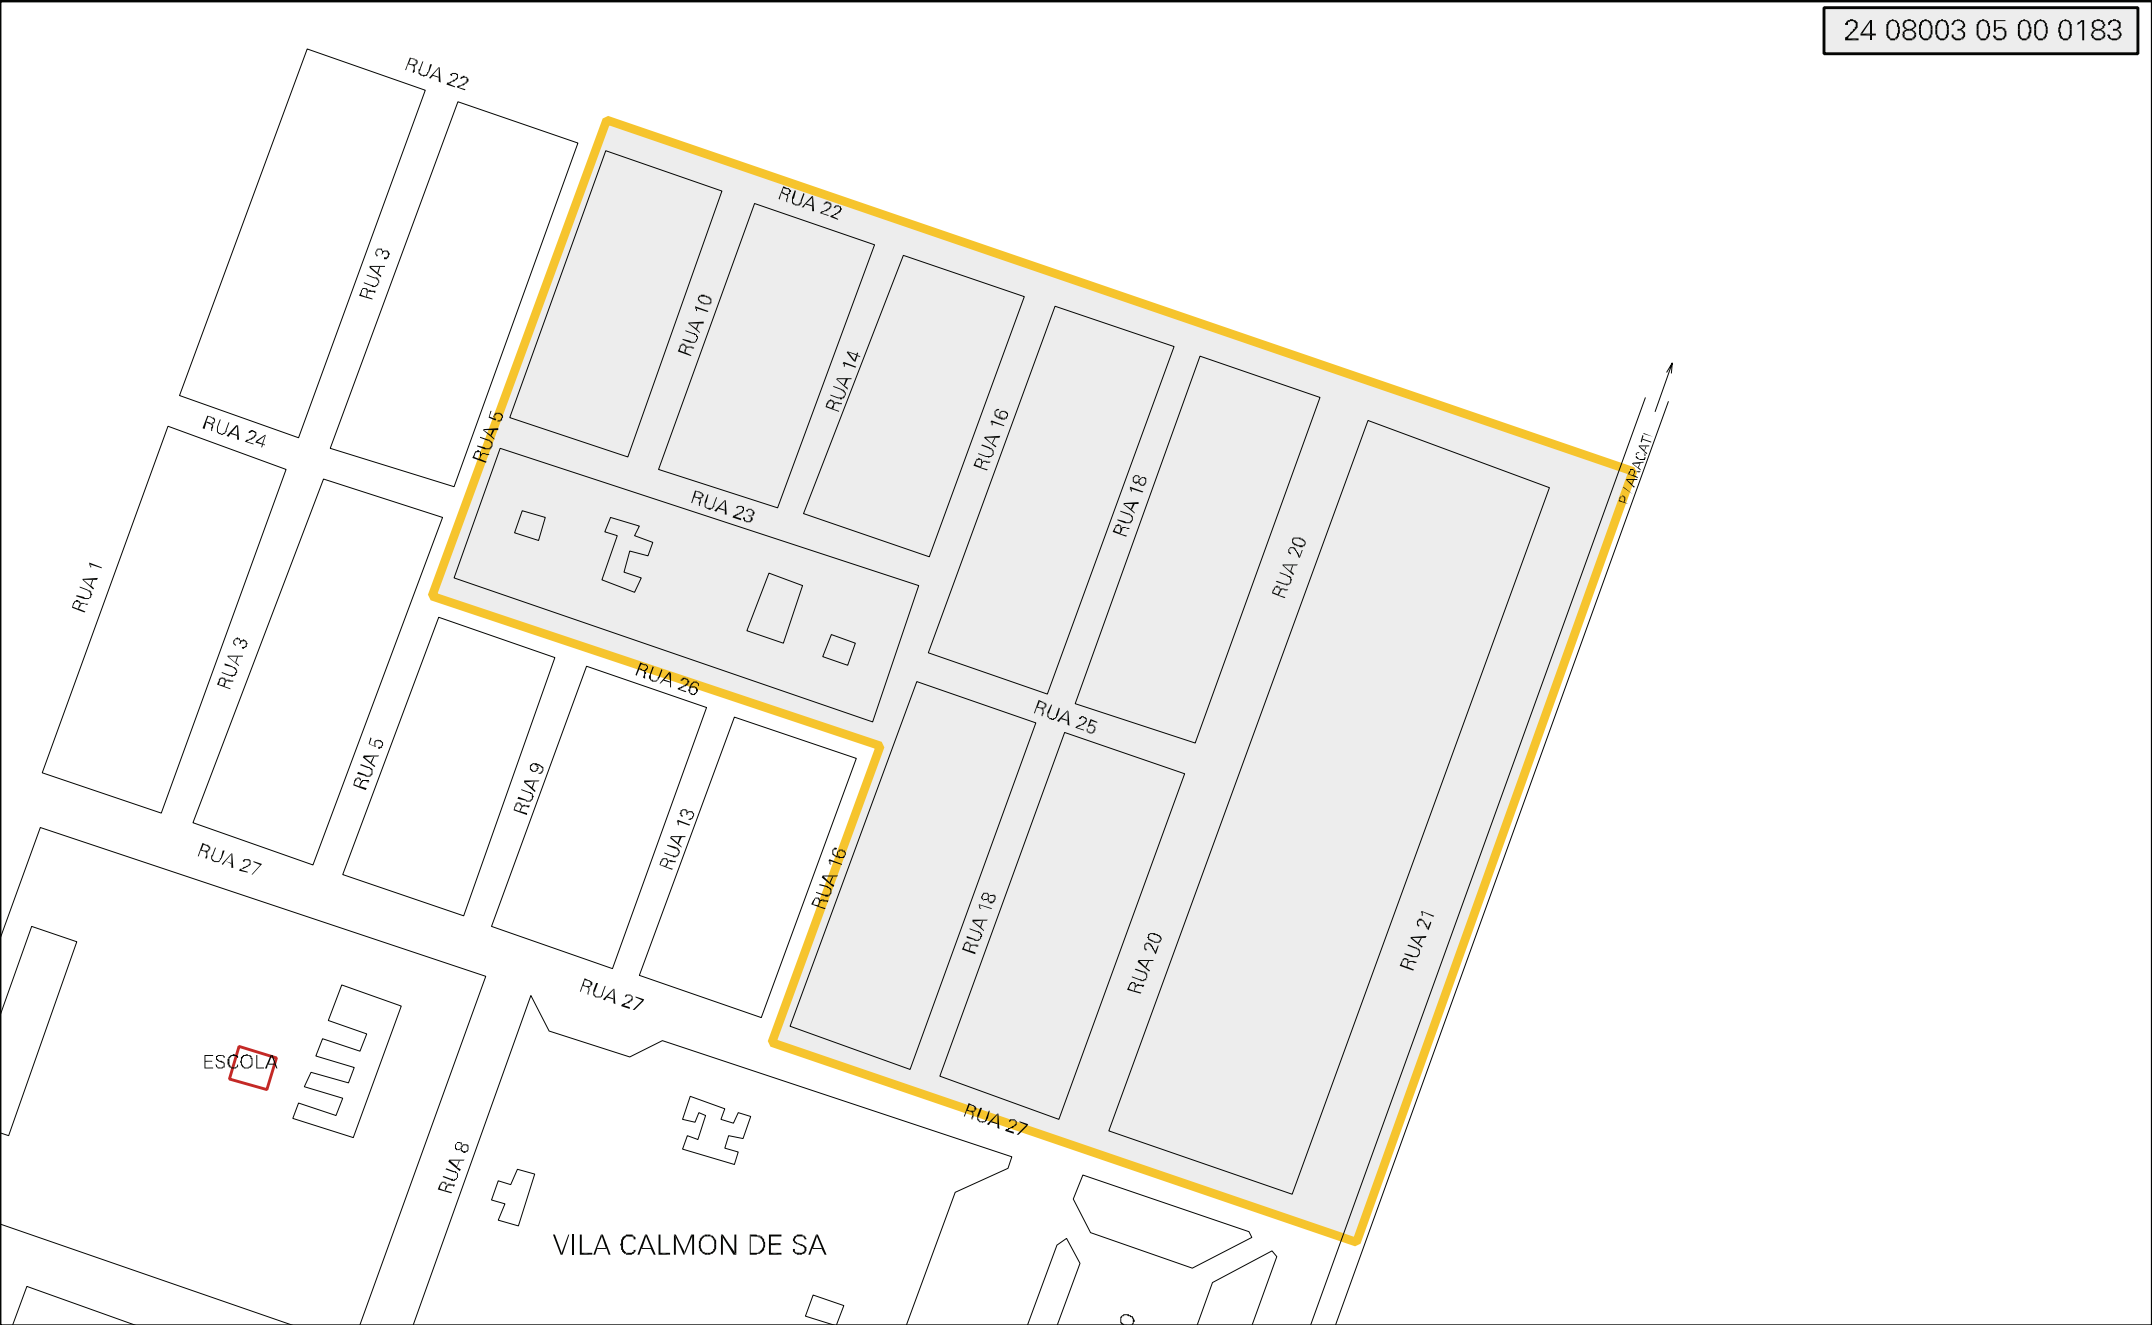 24 08003 05 00 0183
RUA 22
RUA 22
RUA 3
RUA 10
RUA 14
RUA 5
RUA 24
RUA 16
RUA 18
P / ARACATI
RUA 23
RUA 20
RUA 1
RUA 3
RUA 26
RUA 25
RUA 5
RUA 9
RUA 13
RUA 16
RUA 27
RUA 18
RUA 20
RUA 21
RUA 27
ESCOLA
RUA 27
RUA 8
VILA CALMON DE SA